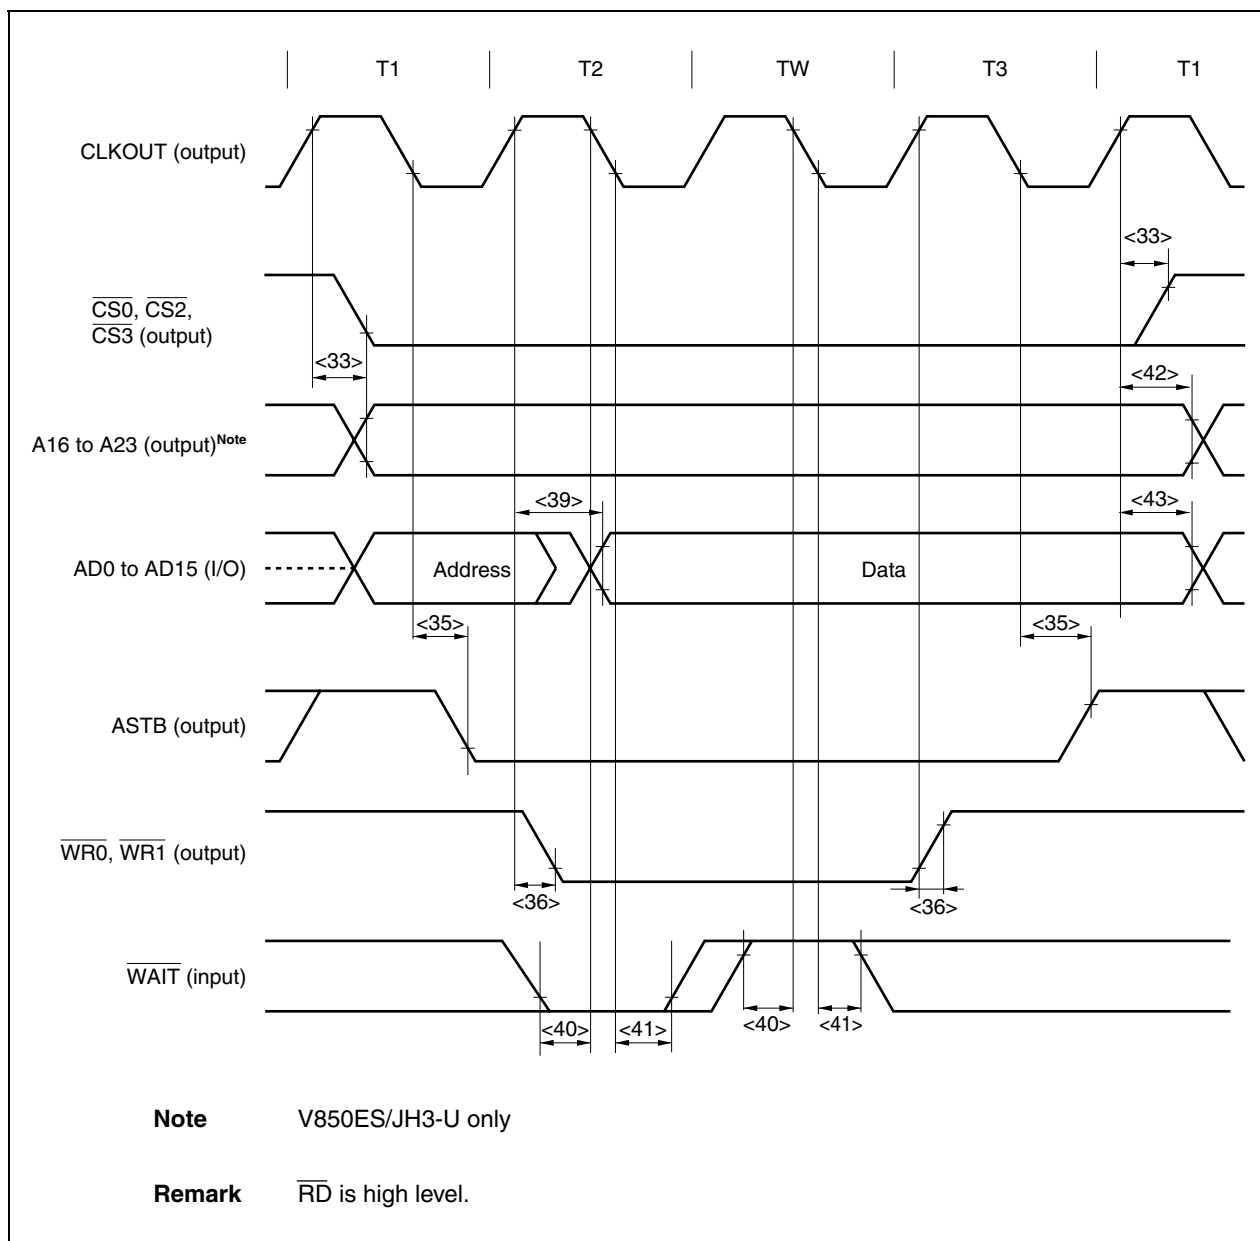 T1 T2 TW T3 T1
CLKOUT (output)
<33>
CS0, CS2,
CS3 (output)
<33>
<42>
A16 to A23 (output)Note
<39>
<43>
AD0 to AD15 (I/O)
Address
Data
<35>
<35>
ASTB (output)
WR0, WR1 (output)
<36>
<36>
WAIT (input)
<40>
<41>
<40>
<41>
Note V850ES/JH3-U only
Remark RD is high level.